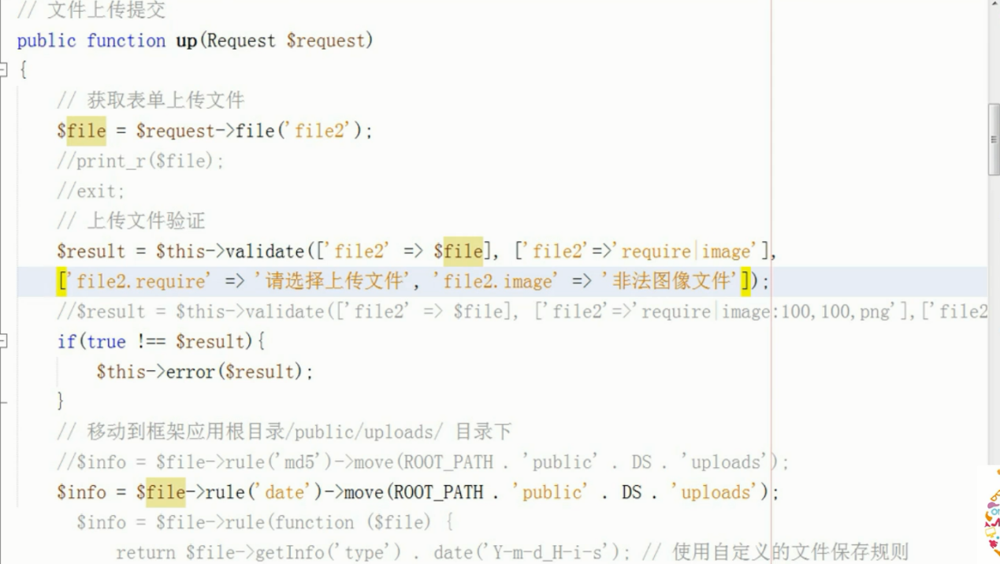 // 文件上传提交
public function up(Request $request)
{
// 获取表单上传文件
$file = $request->file('file2');
//print_r($file);
//exit;
// 上传文件验证
$result = $this->validate(['file2' => $file], ['file2'=>'require|image'],
['file2.require' => '请选择上传文件', 'file2.image' => '非法图像文件']);
//$result = $this->validate(['file2' => $file], ['file2'=>'require|image:100,100,png'],['file2
if(true !== $result){
$this->error($result);
}
// 移动到框架应用根目录/public/uploads/ 目录下
//$info = $file->rule('md5')->move(ROOT_PATH . 'public' . DS . 'uploads');
$info = $file->rule('date')->move(ROOT_PATH . 'public' . DS . 'uploads');
$info = $file->rule(function ($file) {
return $file->getInfo('type') . date('Y-m-d_H-i-s'); // 使用自定义的文件保存规则